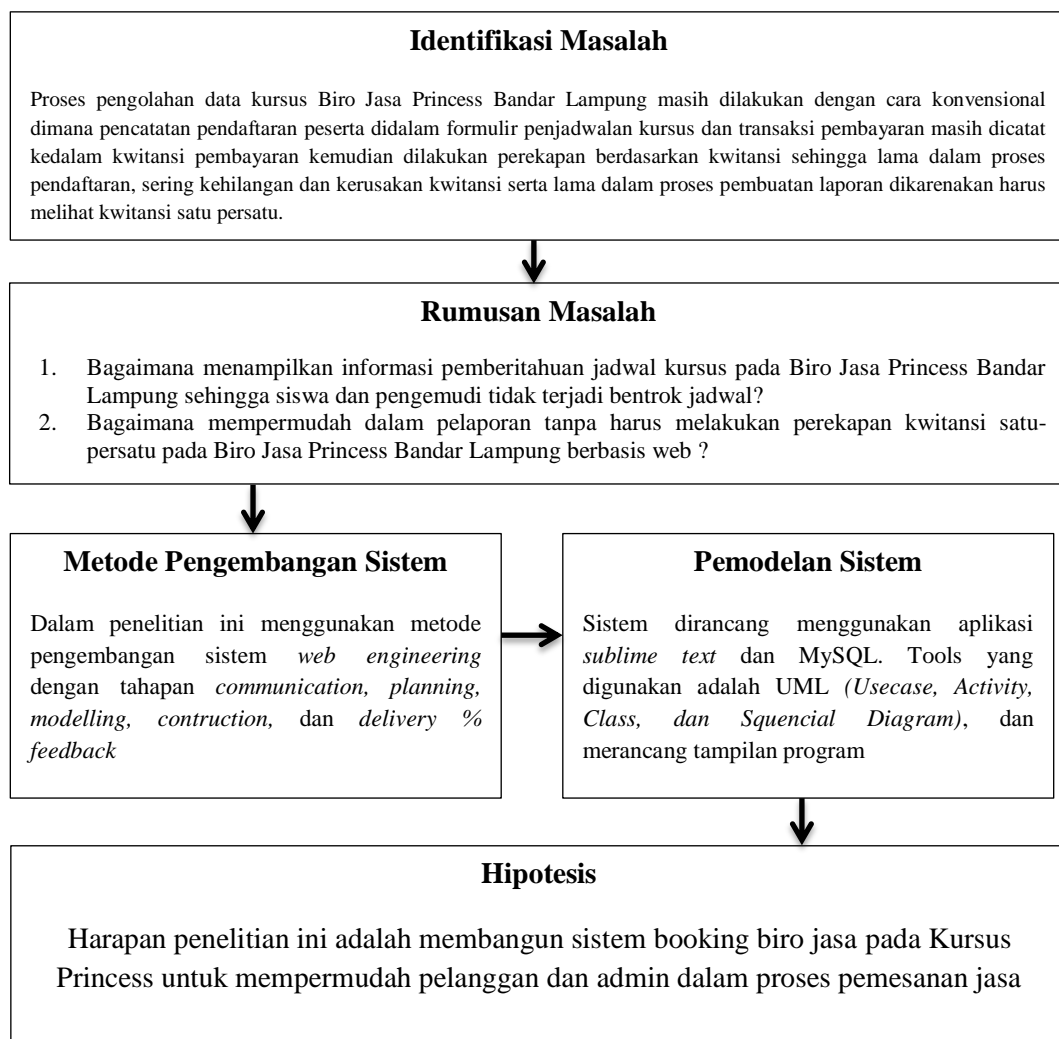 Identifikasi Masalah
Proses pengolahan data kursus Biro Jasa Princess Bandar Lampung masih dilakukan dengan cara konvensional
dimana pencatatan pendaftaran peserta didalam formulir penjadwalan kursus dan transaksi pembayaran masih dicatat
kedalam kwitansi pembayaran kemudian dilakukan perekapan berdasarkan kwitansi sehingga lama dalam proses
pendaftaran, sering kehilangan dan kerusakan kwitansi serta lama dalam proses pembuatan laporan dikarenakan harus
melihat kwitansi satu persatu.
Rumusan Masalah
1. Bagaimana menampilkan informasi pemberitahuan jadwal kursus pada Biro Jasa Princess Bandar
Lampung sehingga siswa dan pengemudi tidak terjadi bentrok jadwal?
2. Bagaimana mempermudah dalam pelaporan tanpa harus melakukan perekapan kwitansi satu-
persatu pada Biro Jasa Princess Bandar Lampung berbasis web ?
Metode Pengembangan Sistem
Dalam penelitian ini menggunakan metode
pengembangan sistem web engineering
dengan tahapan communication, planning,
modelling, contruction, dan delivery %
feedback
Pemodelan Sistem
Sistem dirancang menggunakan aplikasi
sublime text dan MySQL. Tools yang
digunakan adalah UML (Usecase, Activity,
Class, dan Squencial Diagram), dan
merancang tampilan program
Hipotesis
Harapan penelitian ini adalah membangun sistem booking biro jasa pada Kursus
Princess untuk mempermudah pelanggan dan admin dalam proses pemesanan jasa